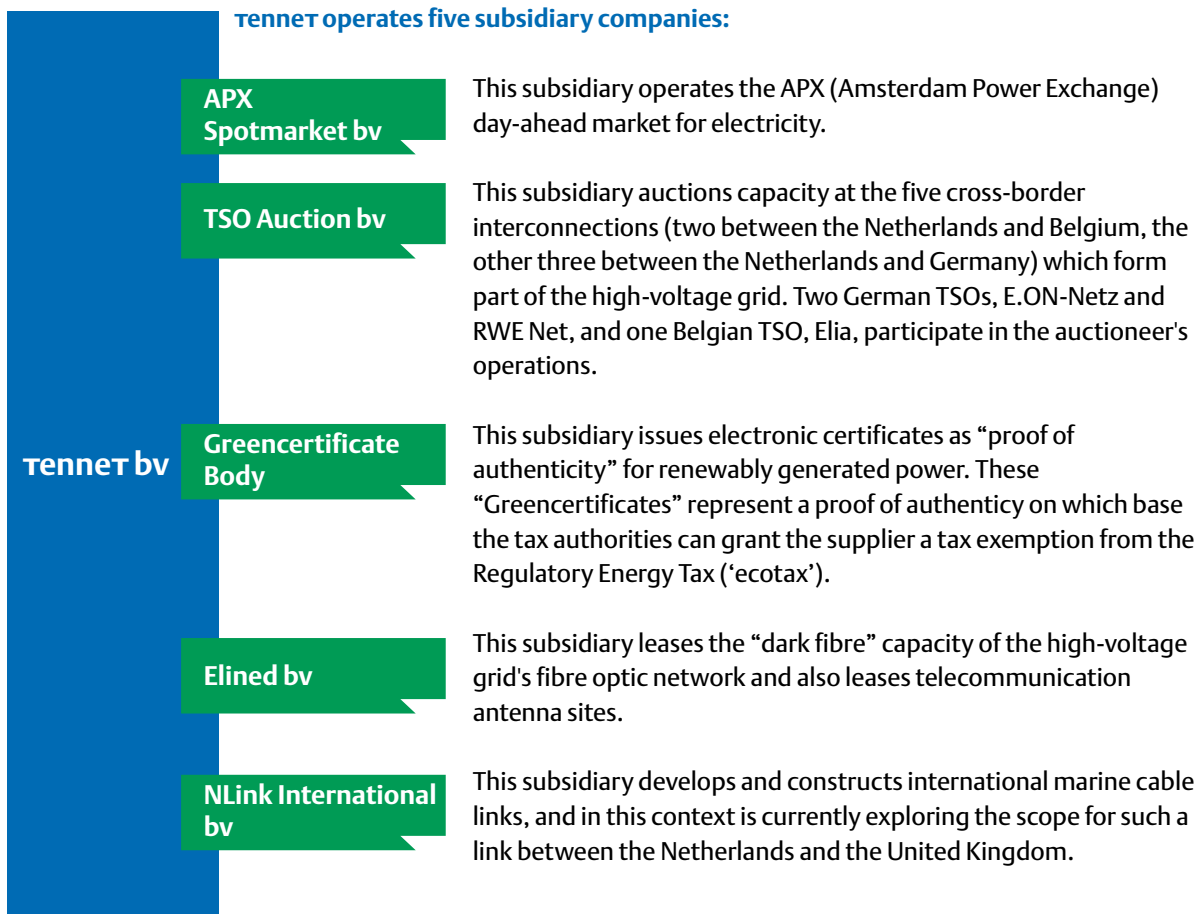 TenneT operates five subsidiary companies:
TenneT bv
APX
Spotmarket bv
This subsidiary operates the APX (Amsterdam Power Exchange)
day-ahead market for electricity.
TSO Auction bv
This subsidiary auctions capacity at the five cross-border
interconnections (two between the Netherlands and Belgium, the
other three between the Netherlands and Germany) which form
part of the high-voltage grid. Two German TSOs, E.ON-Netz and
RWE Net, and one Belgian TSO, Elia, participate in the auctioneer's
operations.
Greencertificate
Body
This subsidiary issues electronic certificates as “proof of
authenticity” for renewably generated power. These
“Greencertificates” represent a proof of authenticy on which base
the tax authorities can grant the supplier a tax exemption from the
Regulatory Energy Tax (‘ecotax’).
Elined bv
This subsidiary leases the “dark fibre” capacity of the high-voltage
grid's fibre optic network and also leases telecommunication
antenna sites.
NLink International
bv
This subsidiary develops and constructs international marine cable
links, and in this context is currently exploring the scope for such a
link between the Netherlands and the United Kingdom.